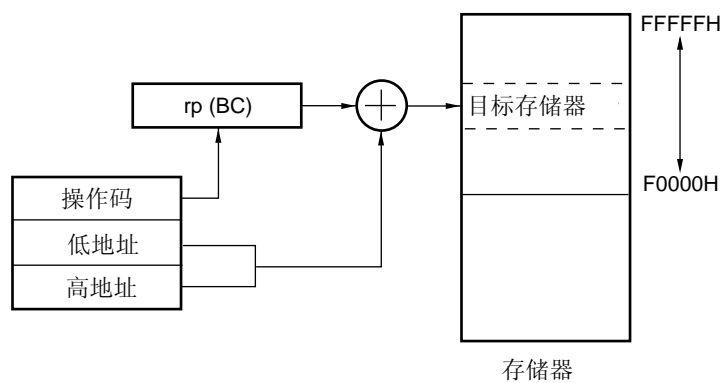 FFFFFH
rp (BC)
目标存储器
F0000H
操作码
低地址
高地址
存储器